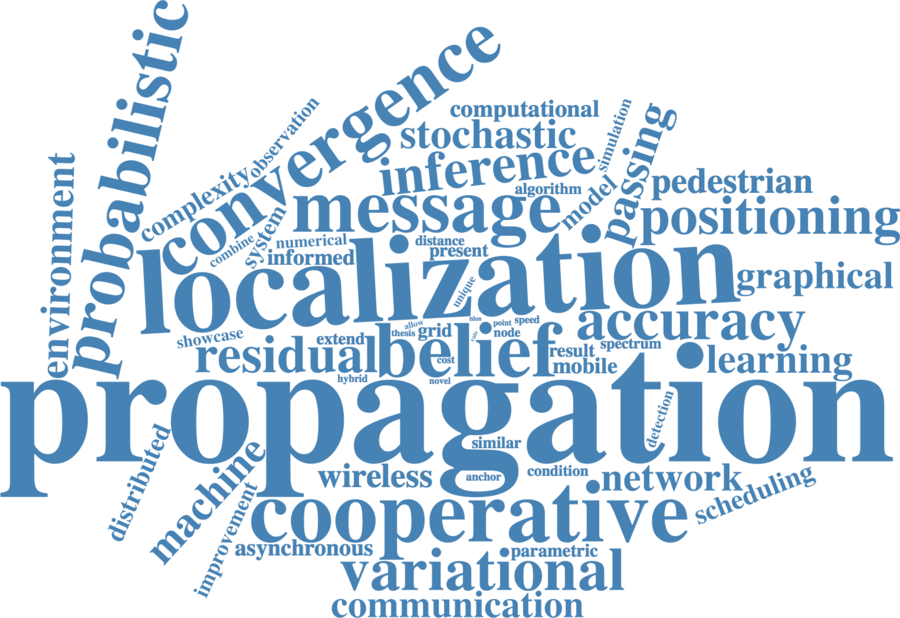 probabilistic
convergence
observation
computational
simulation
stochastic
passing
environment
complexity
inference
algorithm
model
pedestrian
message
positioning
combine
system
numerical
informed
distance
present
localization
unique
graphical
showcase
allow
thesis
grid
nlos
point
speed
node
accuracy
residual
extend
belief
cost
result
spectrum
mobile
learning
hybrid
novel
propagation
detection
similar
distributed
machine
wireless
anchor
condition
network
scheduling
improvement
cooperative
asynchronous
parametric
variational
communication